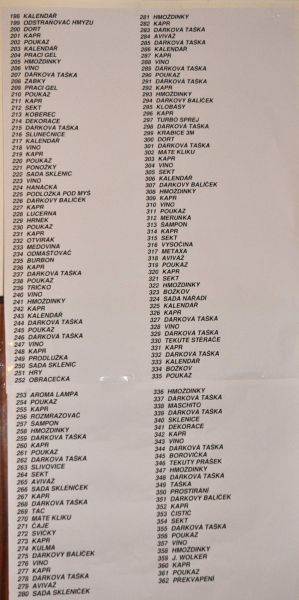 198 KALENDÁŘ
199 ODSTRAŇOVAČ HMYZU
200 DORT
201 KAPR
202 POUKAZ
203 KALENDÁŘ
204 PRACÍ GEL
205 HMOŽDINKY
206 VÍNO
207 DÁRKOVÁ TAŠKA
208 ŽABKY
209 PRACÍ GEL
210 POUKAZ
211 KAPR
212 SEKT
213 KOBEREC
214 DEKORACE
215 DÁRKOVÁ TAŠKA
216 SLUNEČNICE
217 KALENDÁŘ
218 VÍNO
219 KAPR
220 POUKAZ
221 PONOŽKY
222 SADA SKLENIC
223 VÍNO
224 HANÁČKA
225 PODLOŽKA POD MYŠ
226 DÁRKOVÝ BALÍČEK
227 KAPR
228 LUCERNA
229 HRNEK
230 POUKAZ
231 KAPR
232 OTVÍRÁK
233 MEDOVINA
234 ODMAŠŤOVAČ
235 BURBON
236 KAPR
237 DÁRKOVÁ TAŠKA
238 POUKAZ
239 TRIČKO
240 VÍNO
241 HMOŽDINKY
242 KAPR
243 KALENDÁŘ
244 DÁRKOVÁ TAŠKA
245 POUKAZ
246 DÁRKOVÁ TAŠKA
247 VÍNO
248 KAPR
249 PRODLUŽKA
250 SADA SKLENIC
251 HRY
252 OBRACEČKA
253 AROMA LAMPA
254 POUKAZ
255 KAPR
256 ROZMRAZOVAČ
257 ŠAMPON
258 HMOŽDINKY
259 DÁRKOVÁ TAŠKA
260 KAPR
261 POUKAZ
262 DÁRKOVÁ TAŠKA
263 SLIVOVICE
264 SEKT
265 AVIVÁŽ
266 SADA SKLENIČEK
267 KAPR
268 DÁRKOVÁ TAŠKA
269 TÁC
270 MATE KLIKU
271 ČAJE
272 SVÍČKY
273 KAPR
274 KULMA
275 DÁRKOVÝ BALÍČEK
276 VÍNO
277 KAPR
278 DÁRKOVÁ TAŠKA
279 AVIVÁŽ
280 SADA SKLENIČEK
281 HMOŽDINKY
282 KAPR
283 DÁRKOVÁ TAŠKA
284 AVIVÁŽ
285 DÁRKOVÁ TAŠKA
286 KALENDÁŘ
287 KAPR
288 VÍNO
289 DÁRKOVÁ TAŠKA
290 POUKAZ
291 DÁRKOVÁ TAŠKA
292 KAPR
293 HMOŽDINKY
294 DÁRKOVÝ BALÍČEK
295 KLOBÁSY
296 KAPR
297 TURBO SPREJ
298 DÁRKOVÁ TAŠKA
299 KRABICE 3M
300 DORT
301 DÁRKOVÁ TAŠKA
302 MATE KLIKU
303 KAPR
304 VÍNO
305 SEKT
306 KALENDÁŘ
307 DÁRKOVÝ BALÍČEK
308 HMOŽDINKY
309 KAPR
310 VÍNO
311 POUKAZ
312 MERUNKA
313 ŠAMPON
314 KAPR
315 SEKT
316 VYSOČINA
317 METAXA
318 AVIVÁŽ
319 POUKAZ
320 KAPR
321 SEKT
322 HMOŽDINKY
323 BOŽKOV
324 SADA NÁŘADÍ
325 KALENDÁŘ
326 KAPR
327 DÁRKOVÁ TAŠKA
328 VÍNO
329 DÁRKOVÁ TAŠKA
330 TEKUTÉ STĚRAČE
331 KAPR
332 DÁRKOVÁ TAŠKA
333 KALENDÁŘ
334 BOŽKOV
335 POUKAZ
336 HMOŽDINKY
337 DÁRKOVÁ TAŠKA
338 MASCHITO
339 DÁRKOVÁ TAŠKA
340 SKLENICE
341 DEKORACE
342 KAPR
343 VÍNO
344 DÁRKOVÁ TAŠKA
345 BOROVIČKA
346 TEKUTÝ PRÁŠEK
347 HMOŽDINKY
348 DÁRKOVÁ TAŠKA
349 TAŠKA
350 PROSTÍRÁNÍ
351 DÁRKOVÝ BALÍČEK
352 KAPR
353 ČISTIČ
354 SEKT
355 DÁRKOVÁ TAŠKA
356 POUKAZ
357 VÍNO
358 HMOŽDINKY
359 J. WOLKER
360 KAPR
361 POUKAZ
362 PŘEKVAPENÍ